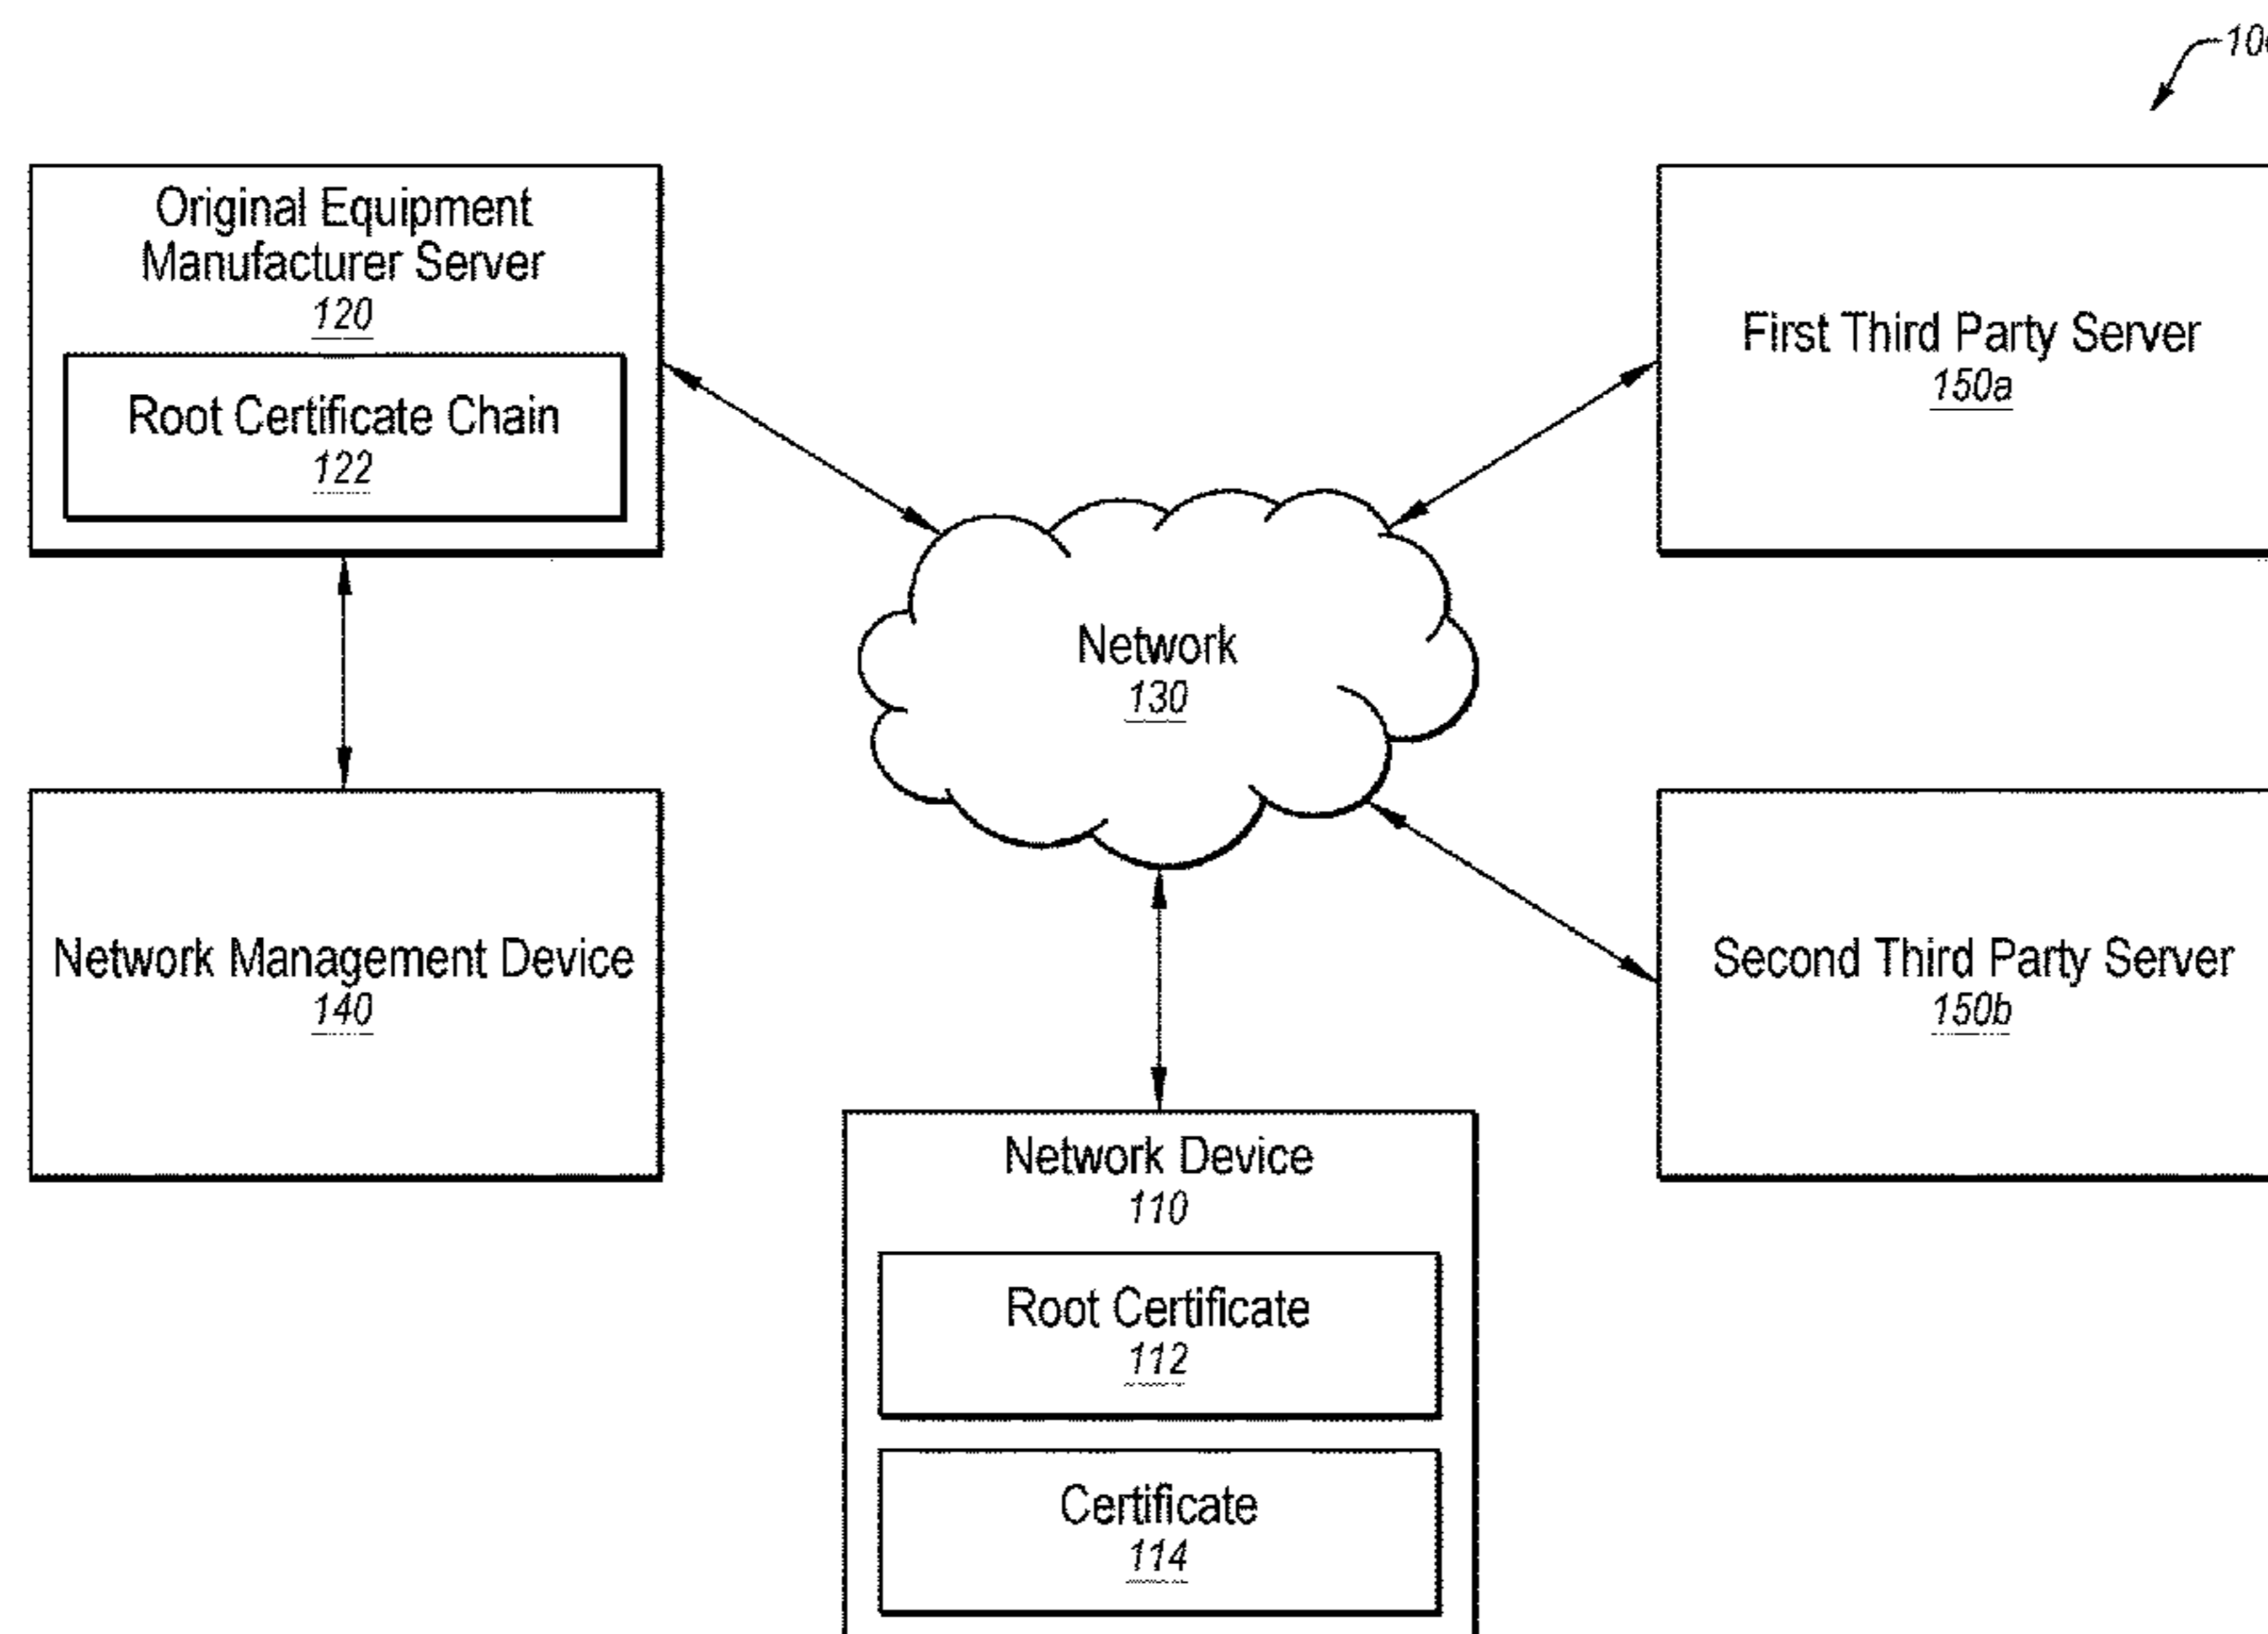 Original Equipment
Manufacturer Server
120
Root Certificate Chain
122
First Third Party Server
150a
Network
130
Network Management Device
140
Second Third Party Server
150b
Network Device
110
Root Certificate
112
Certificate
114